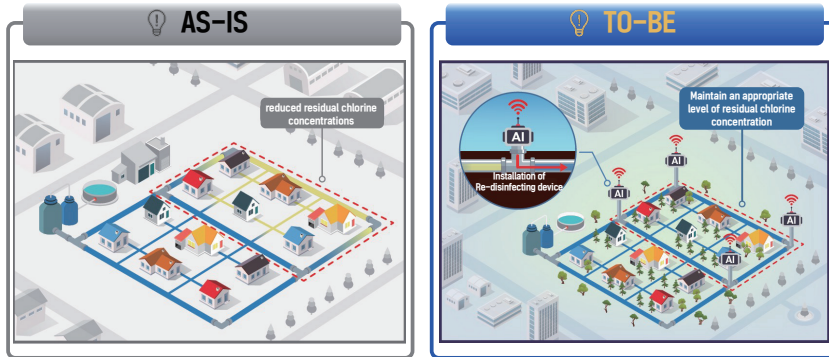 AS-IS
reduced residual chlorine
concentrations
TO-BE
Maintain an appropriate
level of residual chlorine
concentration
AI
Installation of
Re-disinfecting device
AI
AI
AI
AI